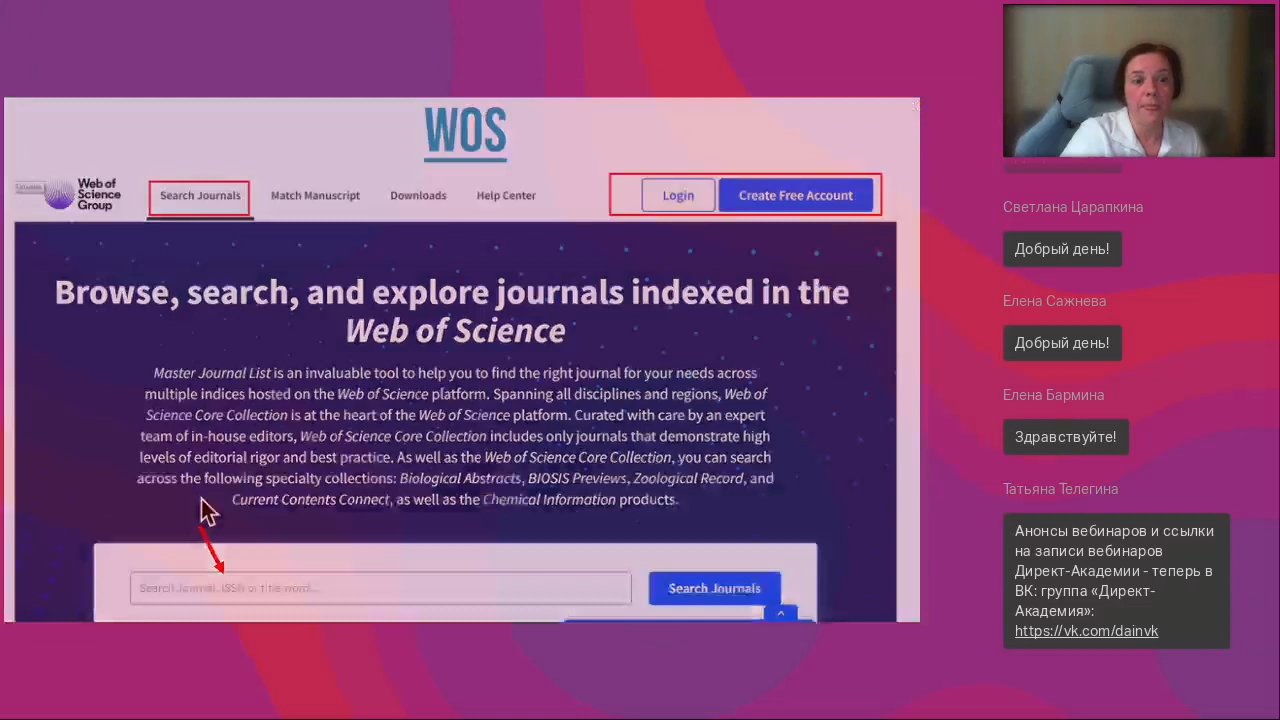 WOS
Web of
Science
Group
Search Journals
Match Manuscript
Downloads
Help Center
Login
Create Free Account
Browse, search, and explore journals indexed in the
Web of Science
Master Journal List is an invaluable tool to help you to find the right journal for your needs across
multiple indices hosted on the Web of Science platform. Spanning all disciplines and regions, Web of
Science Core Collection is at the heart of the Web of Science platform. Curated with care by an expert
team of in-house editors, Web of Science Core Collection includes only journals that demonstrate high
levels of editorial rigor and best practice. As well as the Web of Science Core Collection, you can search
across the following specialty collections: Biological Abstracts, BIOSIS Previews, Zoological Record, and
Current Contents Connect, as well as the Chemical Information products.
Search Journal, ISSN or title word...
Search Journals
Светлана Царапкина
Добрый день!
Елена Сажнева
Добрый день!
Елена Бармина
Здравствуйте!
Татьяна Телегина
Анонсы вебинаров и ссылки
на записи вебинаров
Директ-Академии - теперь в
ВК: группа «Директ-
Академия»:
https://vk.com/dainvk